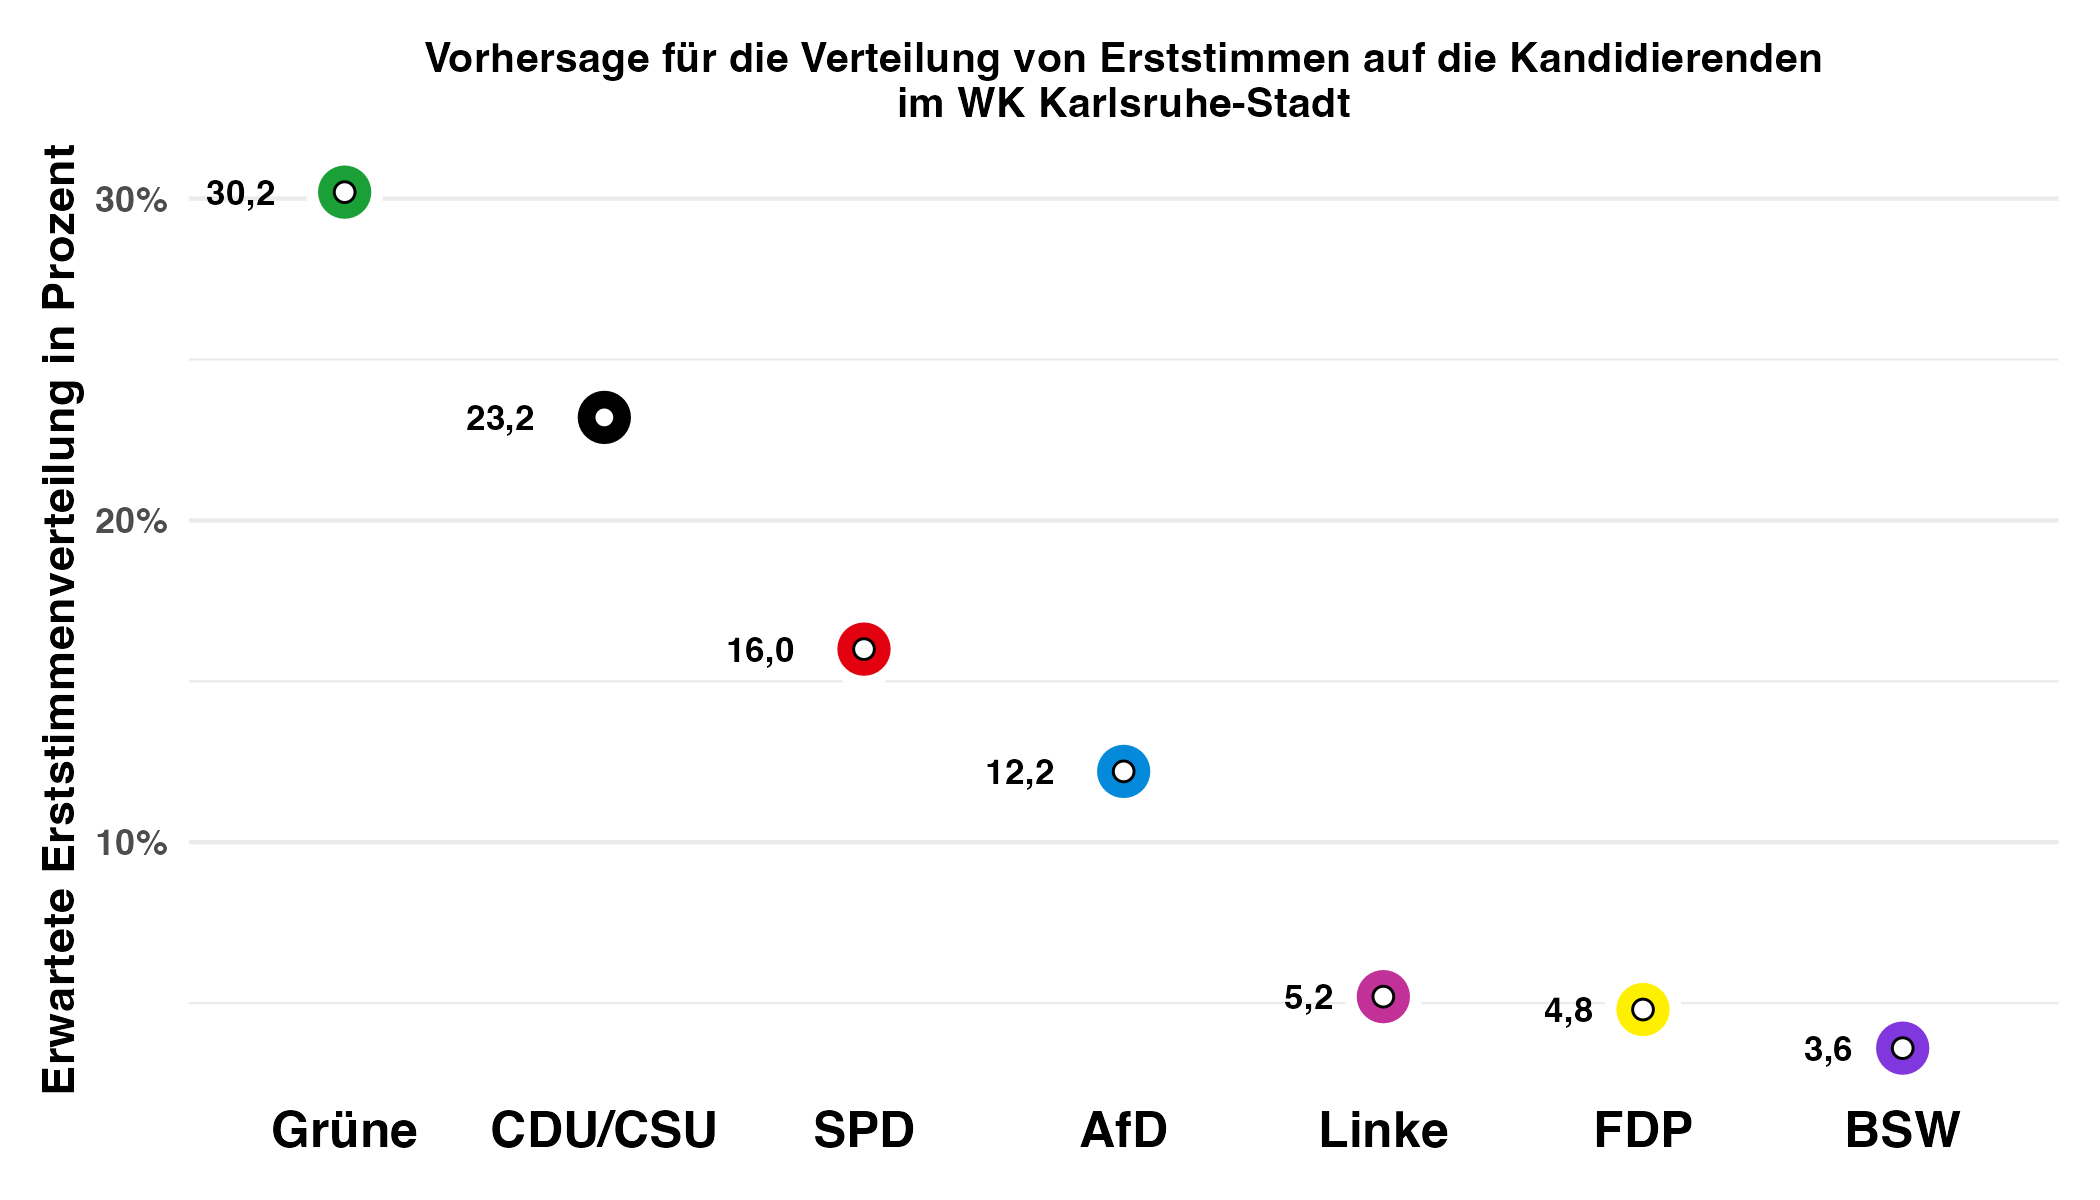 Vorhersage für die Verteilung von Erststimmen auf die Kandidierenden
im WK Karlsruhe-Stadt
Erwartete Erststimmenverteilung in Prozent
30%
20%
10%
30,2
23,2
16,0
12,2
5,2
4,8
3,6
Grüne
CDU/CSU
SPD
AfD
Linke
FDP
BSW